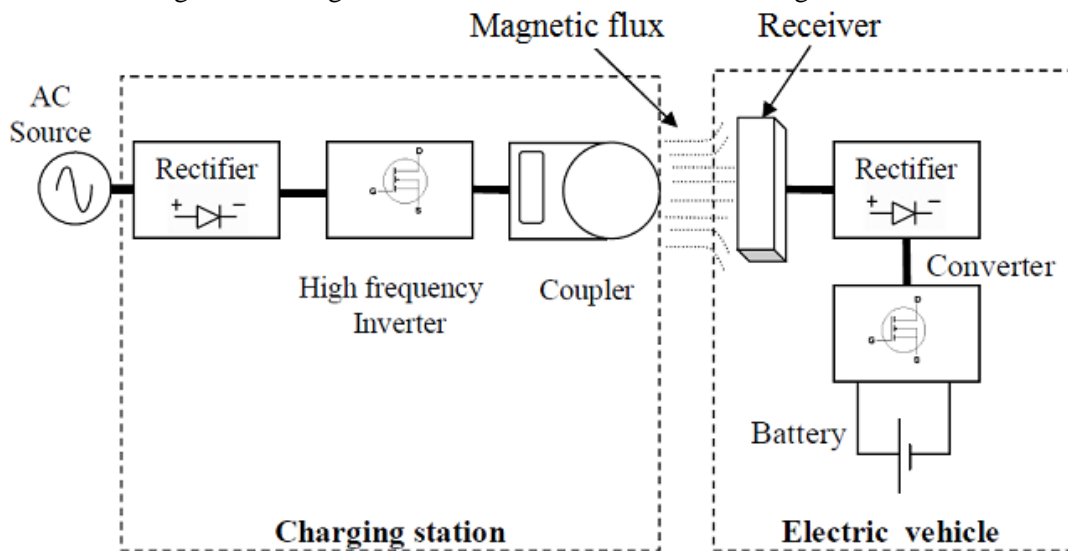 Magnetic flux
Receiver
AC
Source
Rectifier
+ −
D
G
S
High frequency
Inverter
Coupler
Rectifier
+ −
Converter
D
G
S
Battery
Charging station
Electric vehicle